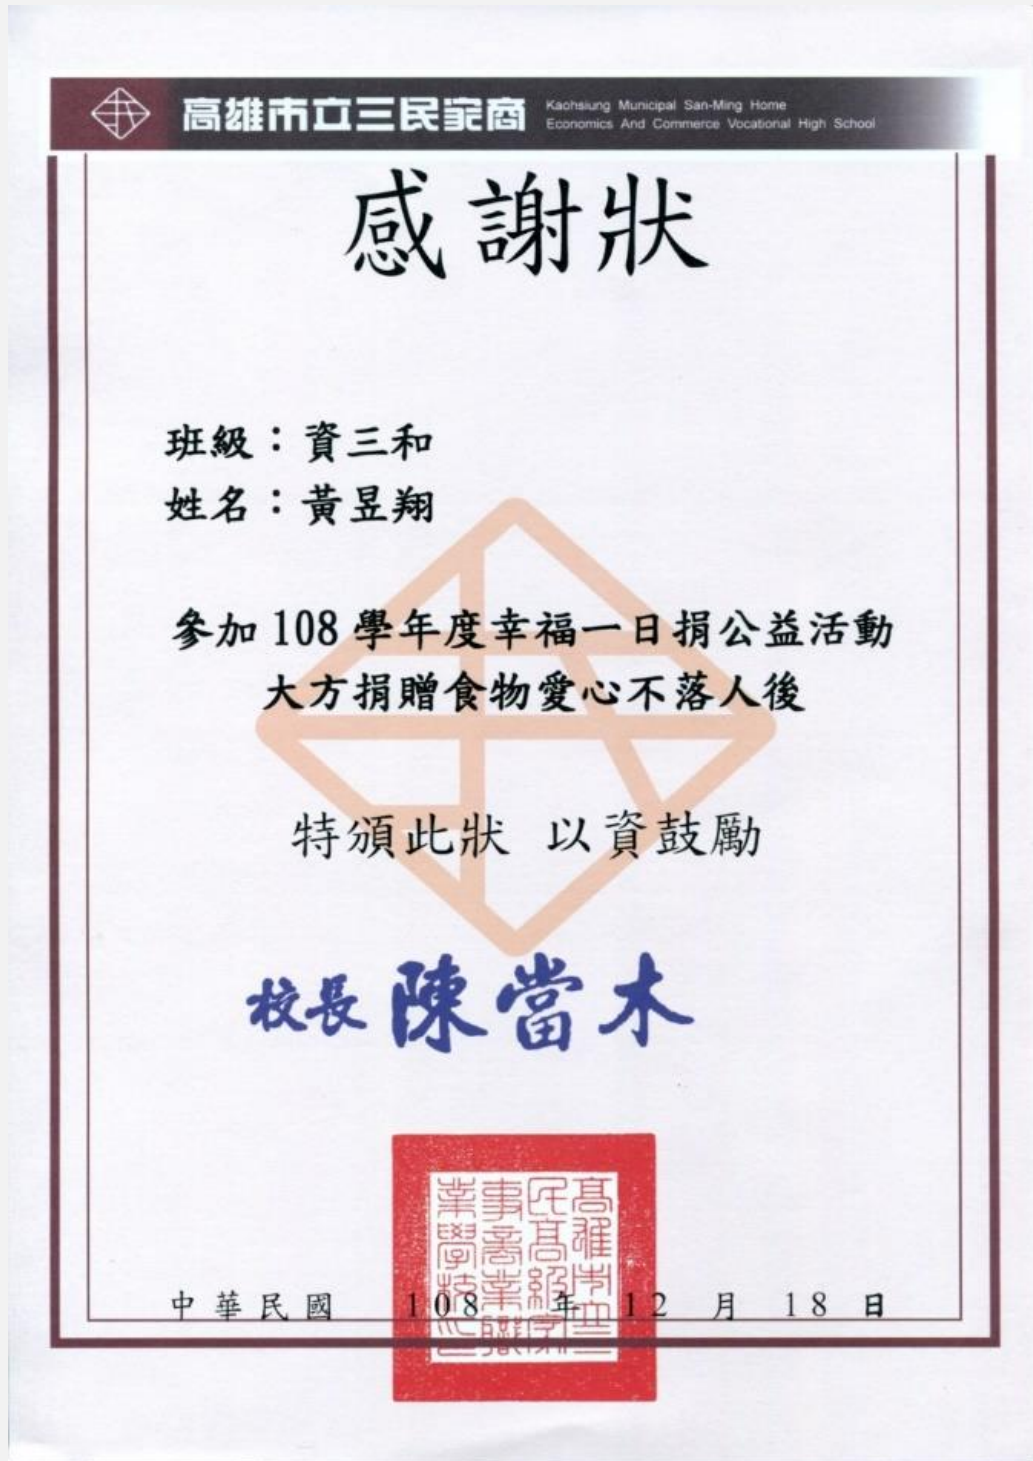 高雄市立三民家商
Kaohsiung Municipal San-Ming Home
Economics And Commerce Vocational High School
感謝狀
班級：資三和
姓名：黃昱翔
參加108學年度幸福一日捐公益活動
大方捐贈食物愛心不落人後
特頒此狀 以資鼓勵
校長 陳當木
中華民國 108 年 12 月 18 日